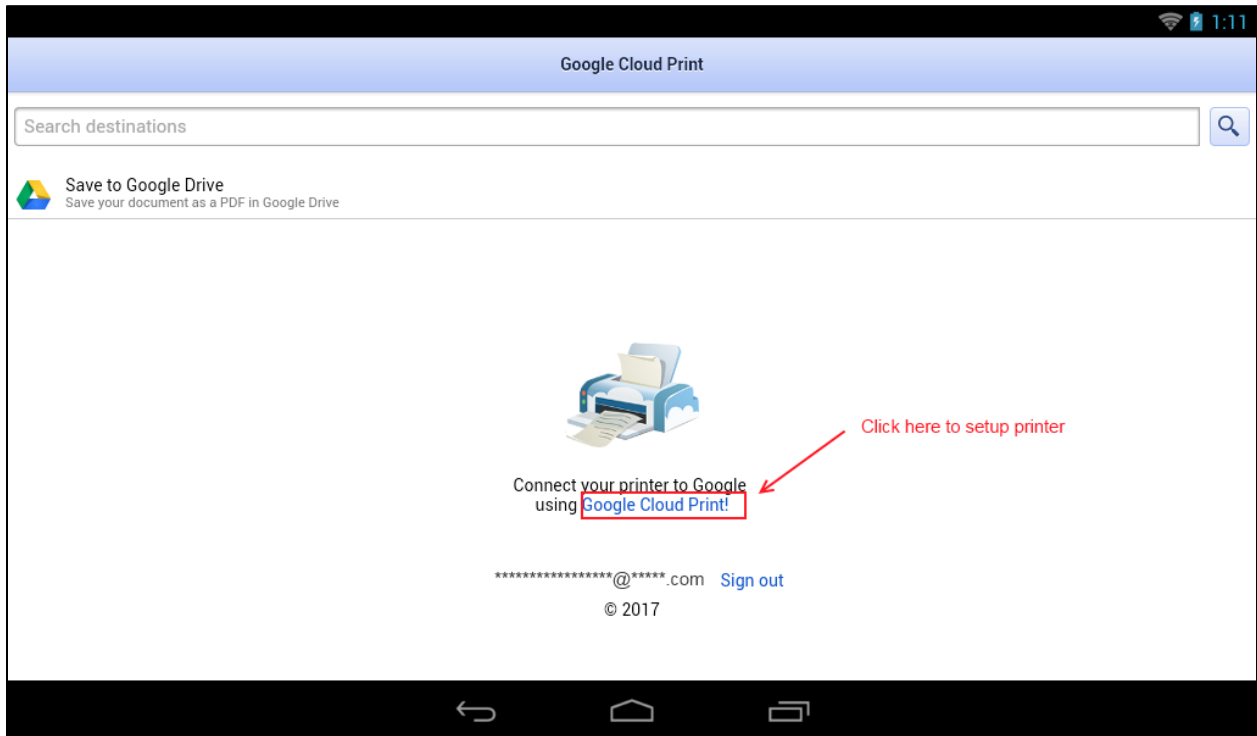 1:11
Google Cloud Print
Search destinations
Save to Google Drive
Save your document as a PDF in Google Drive
Click here to setup printer
Connect your printer to Google
using Google Cloud Print!
*****************@*****.com Sign out
© 2017